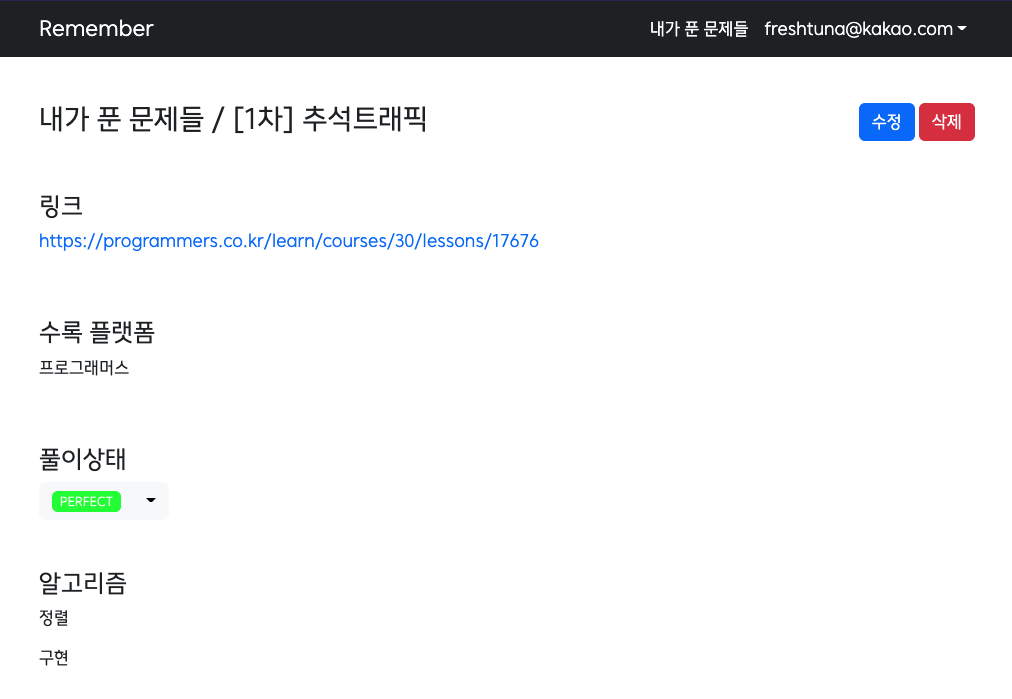 Remember
내가 푼 문제들 freshtuna@kakao.com
내가 푼 문제들 / [1차] 추석트래픽
수정 삭제
링크
https://programmers.co.kr/learn/courses/30/lessons/17676
수록 플랫폼
프로그래머스
풀이상태
PERFECT
알고리즘
정렬
구현